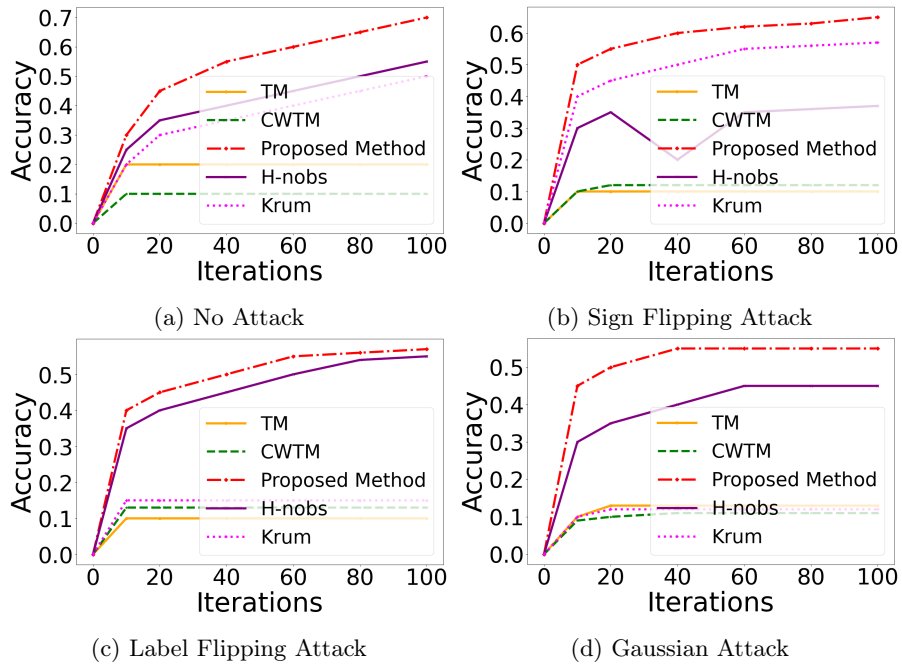 Accuracy
0.7
0.6
0.5
0.4
0.3
0.2
0.1
0.0
TM
CWTM
Proposed Method
H-nobs
Krum
0 20 40 60 80 100
Iterations
(a) No Attack
Accuracy
0.6
0.5
0.4
0.3
0.2
0.1
0.0
TM
CWTM
Proposed Method
H-nobs
Krum
0 20 40 60 80 100
Iterations
(b) Sign Flipping Attack
Accuracy
0.5
0.4
0.3
0.2
0.1
0.0
TM
CWTM
Proposed Method
H-nobs
Krum
0 20 40 60 80 100
Iterations
(c) Label Flipping Attack
Accuracy
0.5
0.4
0.3
0.2
0.1
0.0
TM
CWTM
Proposed Method
H-nobs
Krum
0 20 40 60 80 100
Iterations
(d) Gaussian Attack